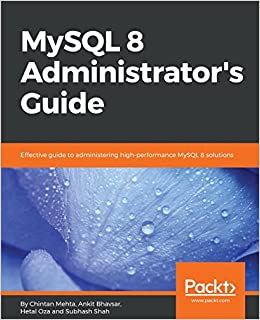 MySQL 8
Administrator's
Guide
Effective guide to administering high-performance MySQL 8 solutions
By Chintan Mehta, Ankit Bhavsar,
Hetal Oza and Subhash Shah
Packt>
www.packt.com